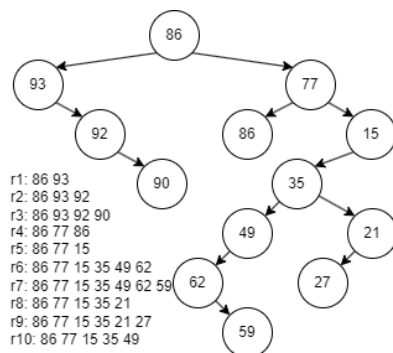 86
93
77
92
86
15
90
35
49
21
62
27
59
r1: 86 93
r2: 86 93 92
r3: 86 93 92 90
r4: 86 77 86
r5: 86 77 15
r6: 86 77 15 35 49 62
r7: 86 77 15 35 49 62 59
r8: 86 77 15 35 21
r9: 86 77 15 35 21 27
r10: 86 77 15 35 49